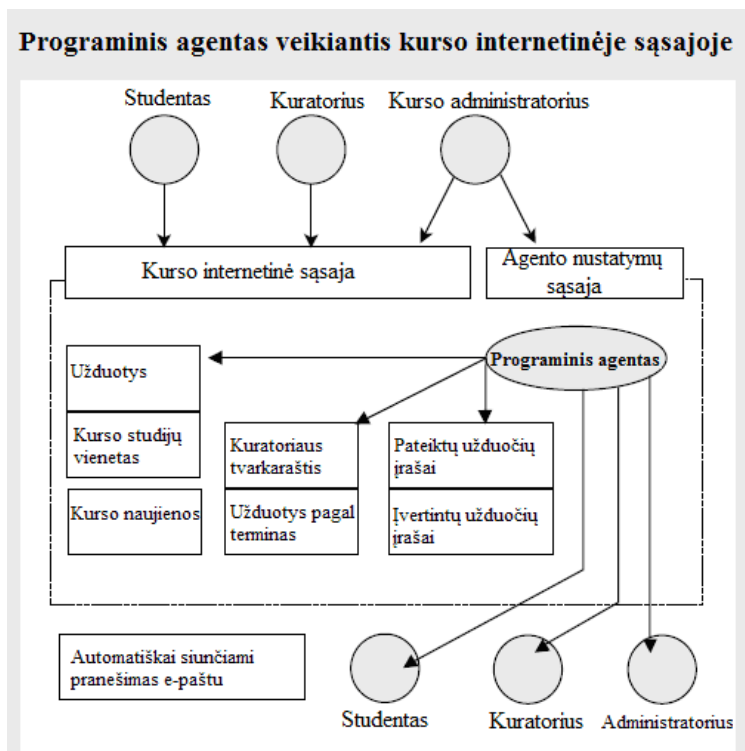 Programinis agentas veikiantis kurso internetinėje sąsajoje
Studentas
Kuratorius
Kurso administratorius
Kurso internetinė sąsaja
Agento nustatymų
sąsaja
Programinis agentas
Užduotys
Kurso studijų
vienetas
Kurso naujienos
Kuratoriaus
tvarkaraštis
Užduotys pagal
terminas
Pateiktų užduočių
įrašai
Įvertintų užduočių
įrašai
Automatiškai siunčiami
pranešimas e-paštu
Studentas
Kuratorius
Administratorius